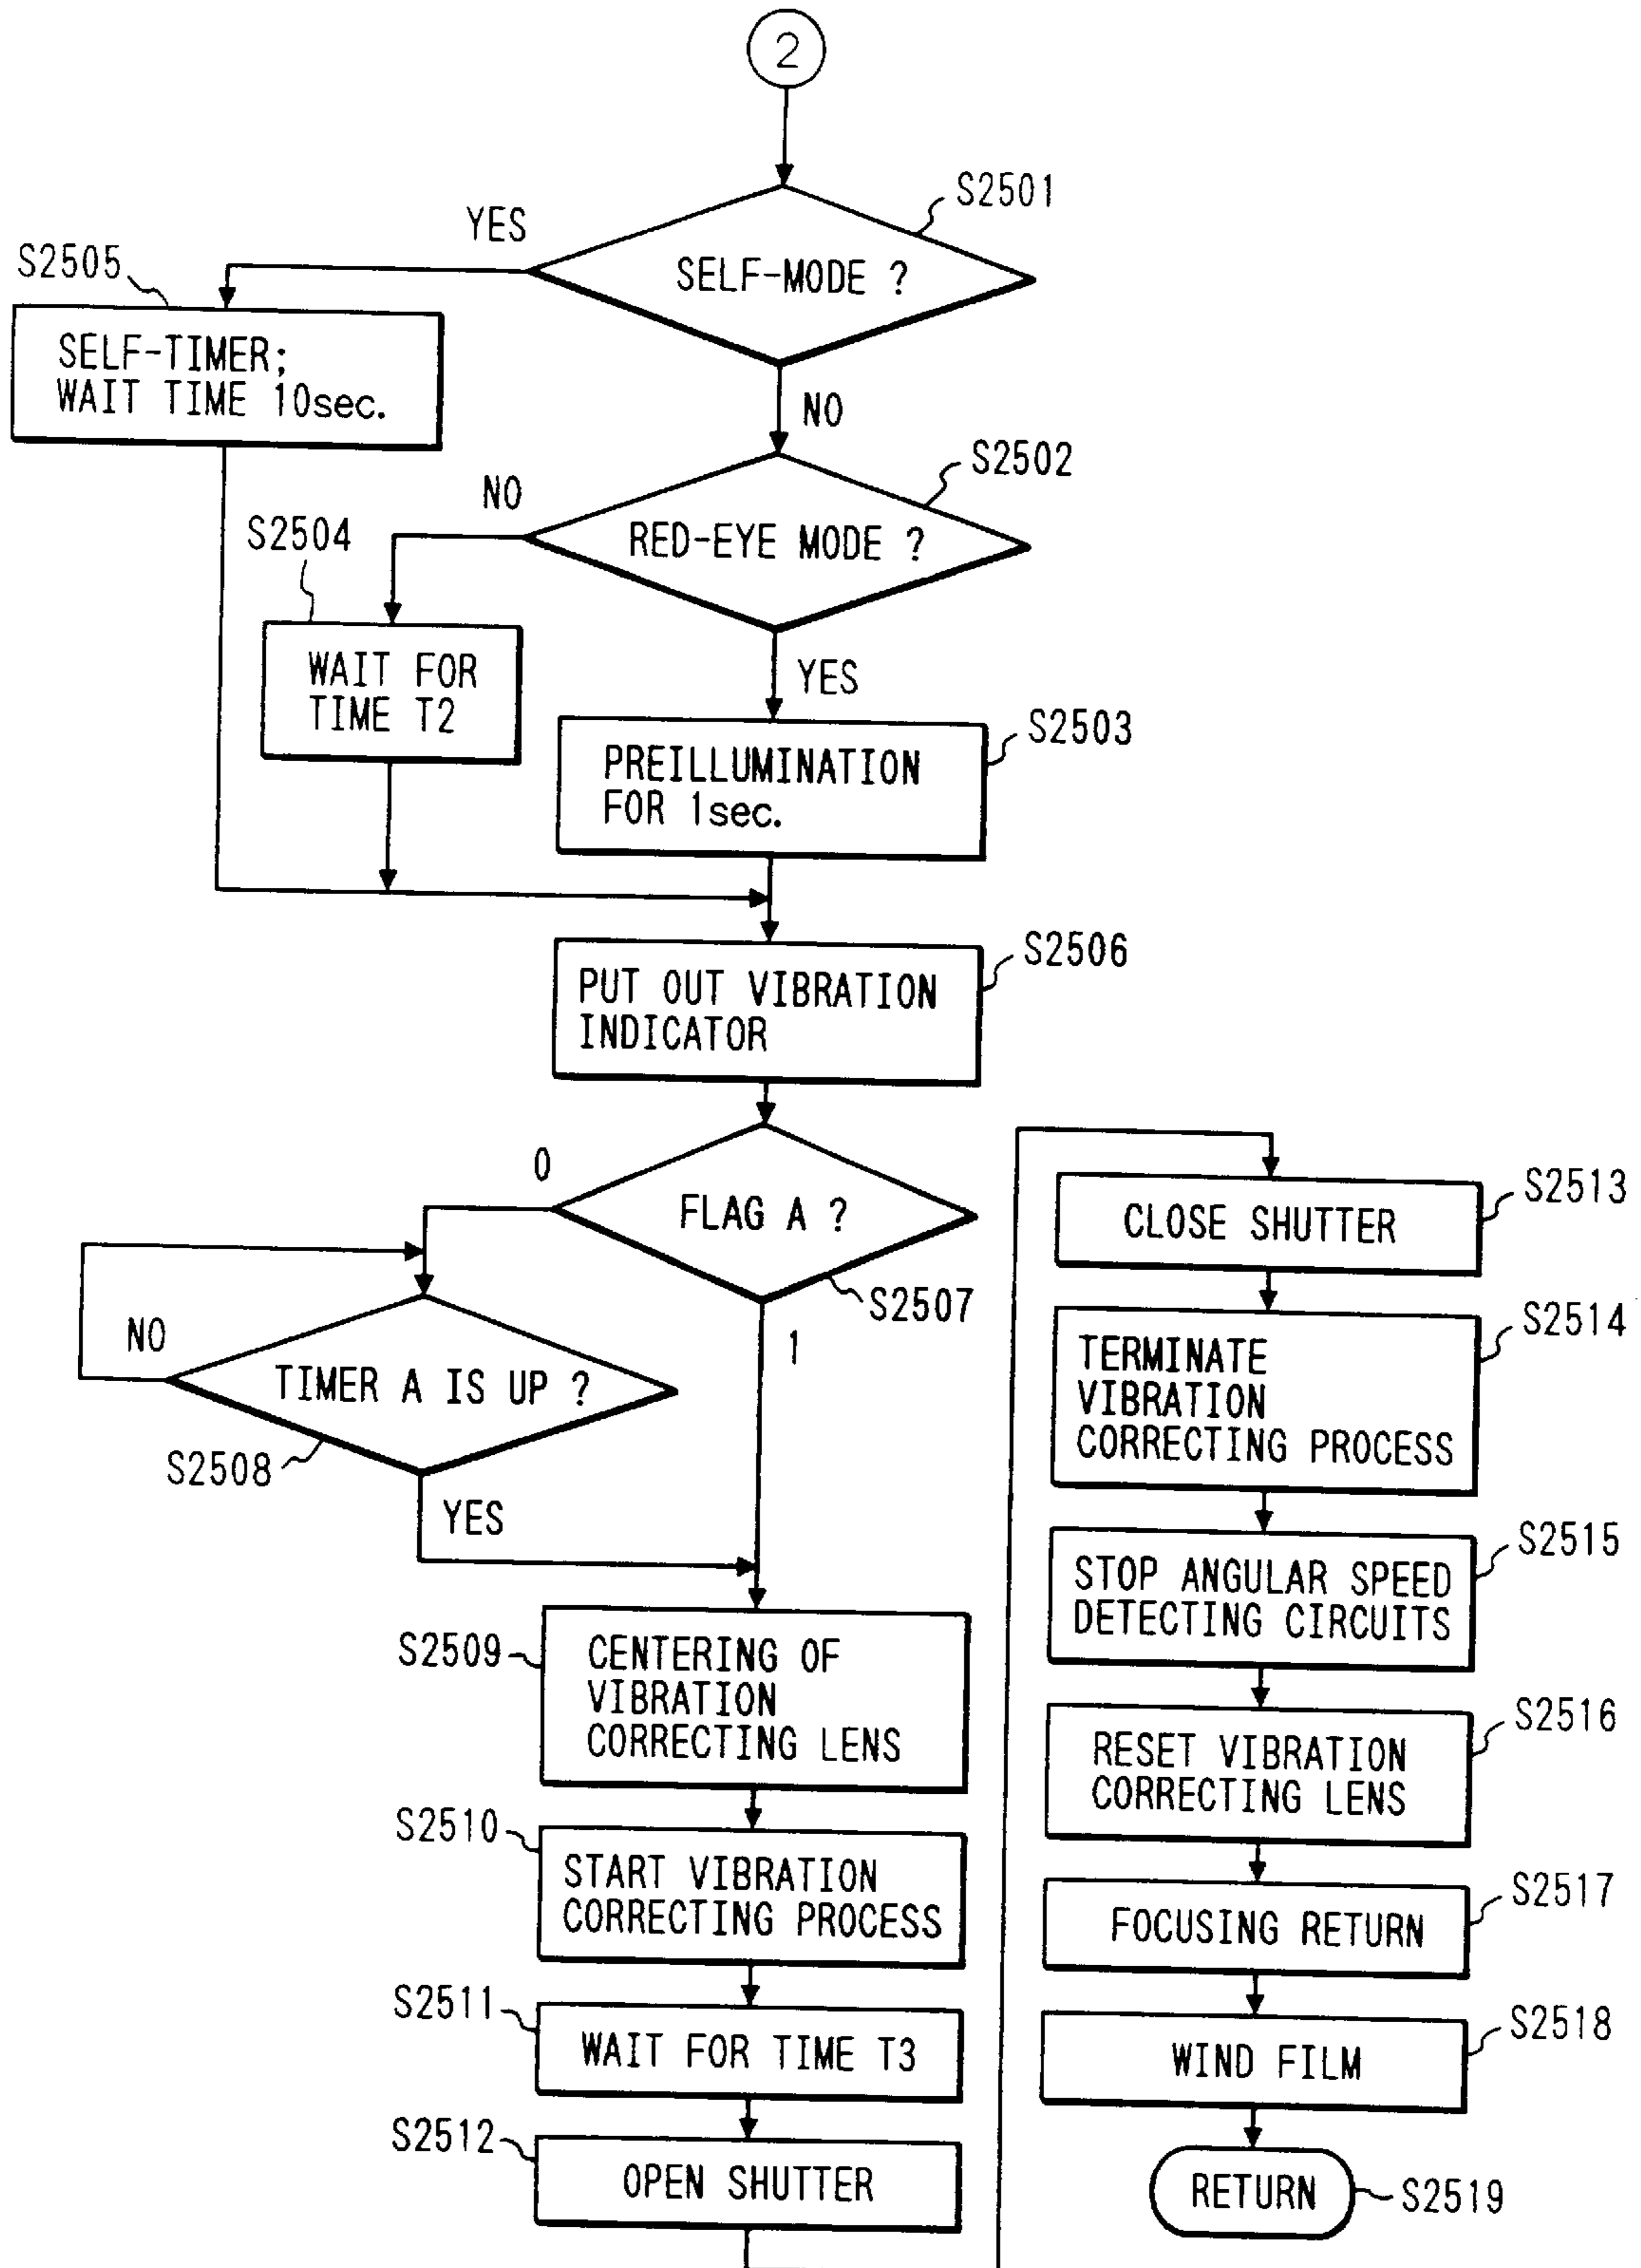 2
S2501
YES
SELF-MODE ?
S2505
SELF-TIMER;
WAIT TIME 10sec.
NO
S2502
NO
RED-EYE MODE ?
S2504
WAIT FOR
TIME T2
YES
S2503
PREILLUMINATION
FOR 1sec.
S2506
PUT OUT VIBRATION
INDICATOR
0
FLAG A ?
S2507
1
NO
TIMER A IS UP ?
S2508
YES
S2509
CENTERING OF
VIBRATION
CORRECTING LENS
S2510
START VIBRATION
CORRECTING PROCESS
S2511
WAIT FOR TIME T3
S2512
OPEN SHUTTER
S2513
CLOSE SHUTTER
S2514
TERMINATE
VIBRATION
CORRECTING PROCESS
S2515
STOP ANGULAR SPEED
DETECTING CIRCUITS
S2516
RESET VIBRATION
CORRECTING LENS
S2517
FOCUSING RETURN
S2518
WIND FILM
RETURN
S2519